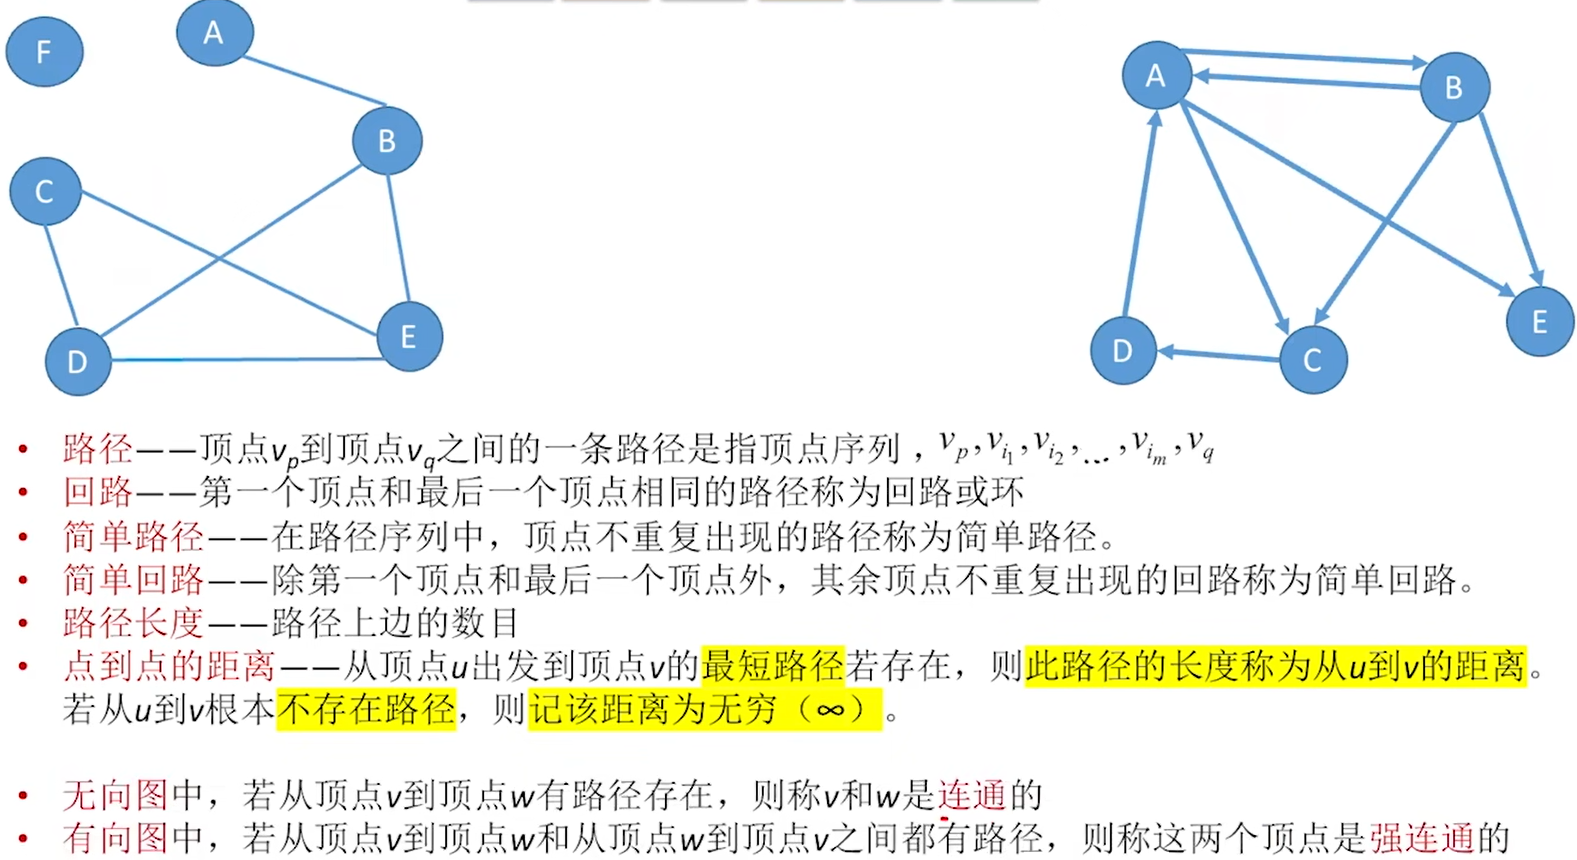 F
A
B
C
D
E
A
B
C
D
E
• 路径——顶点vp到顶点vq之间的一条路径是指顶点序列，vp,vi1,vi2,...,vim,vq
• 回路——第一个顶点和最后一个顶点相同的路径称为回路或环
• 简单路径——在路径序列中，顶点不重复出现的路径称为简单路径。
• 简单回路——除第一个顶点和最后一个顶点外，其余顶点不重复出现的回路称为简单回路。
• 路径长度——路径上边的数目
• 点到点的距离——从顶点u出发到顶点v的最短路径若存在，则此路径的长度称为从u到v的距离。
若从u到v根本不存在路径，则记该距离为无穷（∞）。
• 无向图中，若从顶点v到顶点w有路径存在，则称v和w是连通的
• 有向图中，若从顶点v到顶点w和从顶点w到顶点v之间都有路径，则称这两个顶点是强连通的